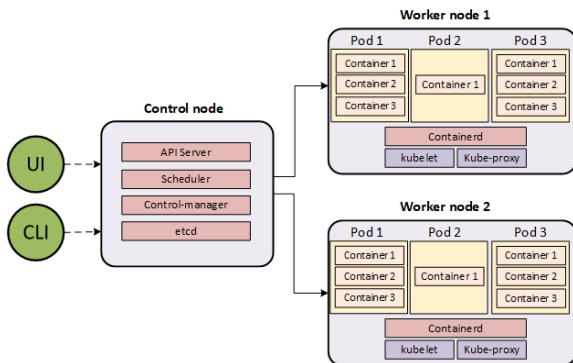 Worker node 1
Pod 1 Pod 2 Pod 3
Container 1 Container 1
Container 2 Container 1 Container 2
Container 3 Container 3
Containerd
kubelet Kube-proxy
Control node
API Server
Scheduler
Control-manager
etcd
UI
CLI
Worker node 2
Pod 1 Pod 2 Pod 3
Container 1 Container 1
Container 2 Container 1 Container 2
Container 3 Container 3
Containerd
kubelet Kube-proxy